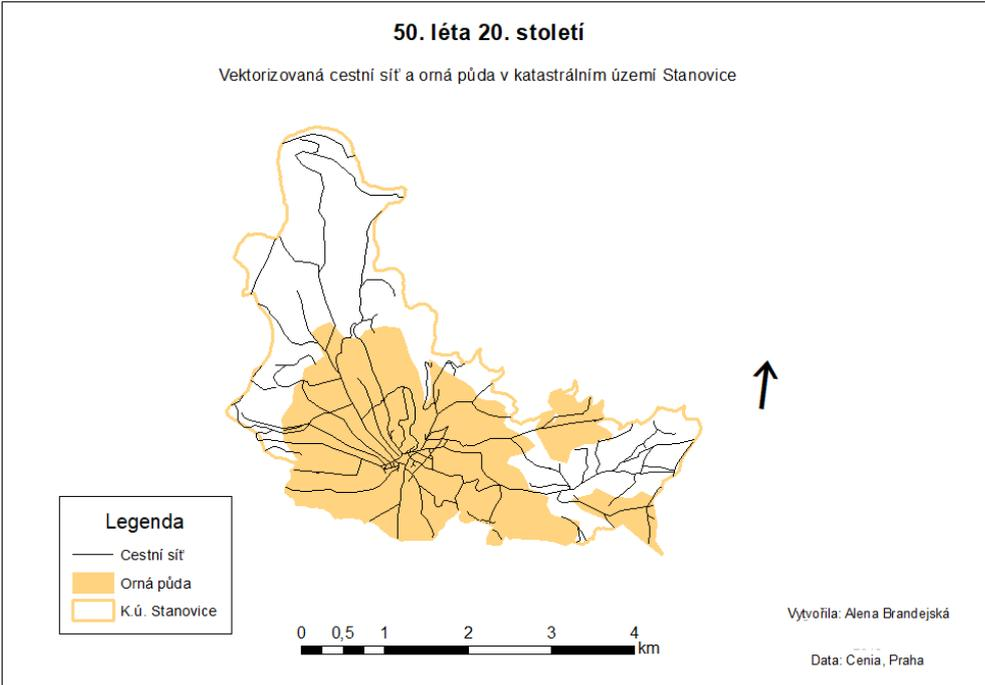 50. léta 20. století
Vektorizovaná cestní síť a orná půda v katastrálním území Stanovice
Legenda
Cestní síť
Orná půda
K.ú. Stanovice
0 0,5 1 2 3 4
km
Vytvořila: Alena Brandejská
Data: Cenia, Praha